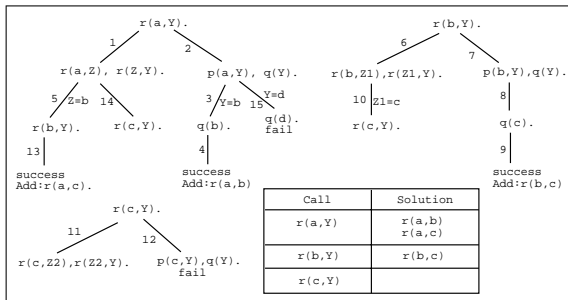 r(a,Y).
1
2
r(a,Z), r(Z,Y).
p(a,Y), q(Y).
5
Z=b
14
3
Y=b
15
Y=d
r(b,Y).
r(c,Y).
q(b).
q(d).
fail
13
4
success
Add:r(a,c).
success
Add:r(a,b)
r(b,Y).
6
7
r(b,Z1),r(Z1,Y).
p(b,Y),q(Y).
10
Z1=c
8
r(c,Y).
q(c).
9
success
Add:r(b,c)
r(c,Y).
11
12
r(c,Z2),r(Z2,Y).
p(c,Y),q(Y).
fail
Call Solution
r(a,Y) r(a,b)
r(a,c)
r(b,Y) r(b,c)
r(c,Y)